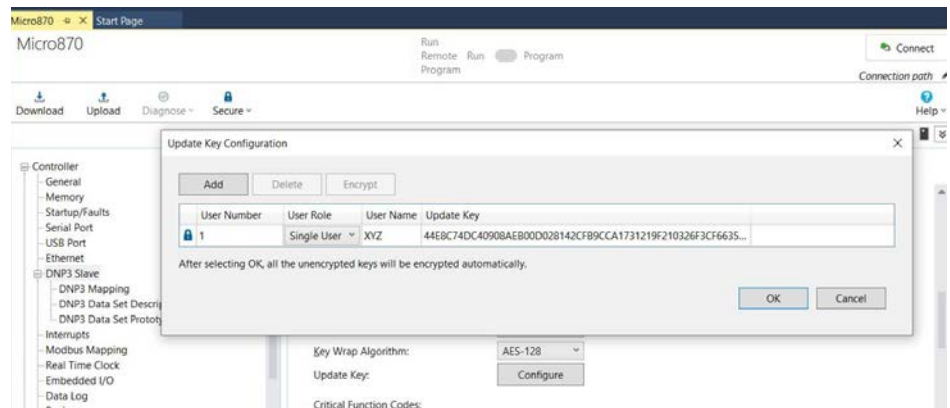 Micro870
Start Page
Micro870
Run
Remote Run Program
Program
Connect
Connection path
Download Upload Diagnose Secure
Help
Update Key Configuration
Add Delete Encrypt
User Number User Role User Name Update Key
1 Single User XYZ 44E8C74DC40908AEB00D028142CFB9CCA1731219F210326F3CF6635...
After selecting OK, all the unencrypted keys will be encrypted automatically.
OK Cancel
Controller
General
Memory
Startup/Faults
Serial Port
USB Port
Ethernet
DNP3 Slave
DNP3 Mapping
DNP3 Data Set Descrip
DNP3 Data Set Prototy
Interrupts
Modbus Mapping
Real Time Clock
Embedded I/O
Data Log
Key Wrap Algorithm: AES-128
Update Key: Configure
Critical Function Codes: